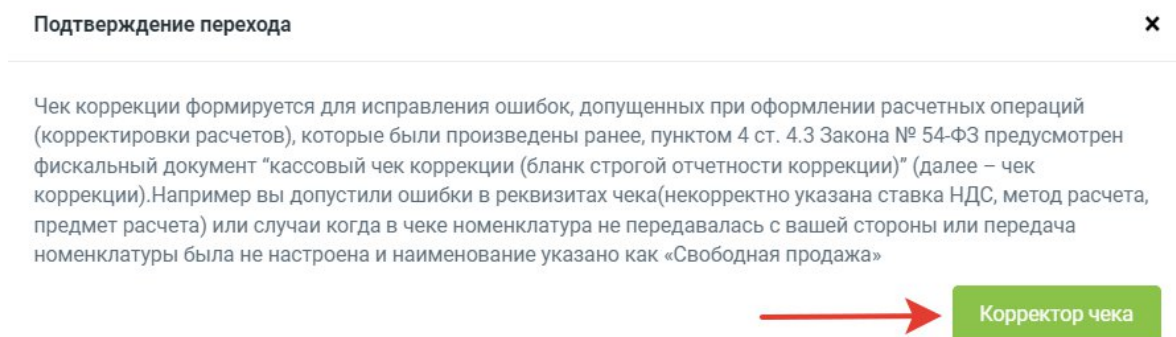 Подтверждение перехода
×
Чек коррекции формируется для исправления ошибок, допущенных при оформлении расчетных операций
(корректировки расчетов), которые были произведены ранее, пунктом 4 ст. 4.3 Закона № 54-ФЗ предусмотрен
фискальный документ “кассовый чек коррекции (бланк строгой отчетности коррекции)” (далее – чек
коррекции).Например вы допустили ошибки в реквизитах чека(некорректно указана ставка НДС, метод расчета,
предмет расчета) или случаи когда в чеке номенклатура не передавалась с вашей стороны или передача
номенклатуры была не настроена и наименование указано как «Свободная продажа»
Корректор чека